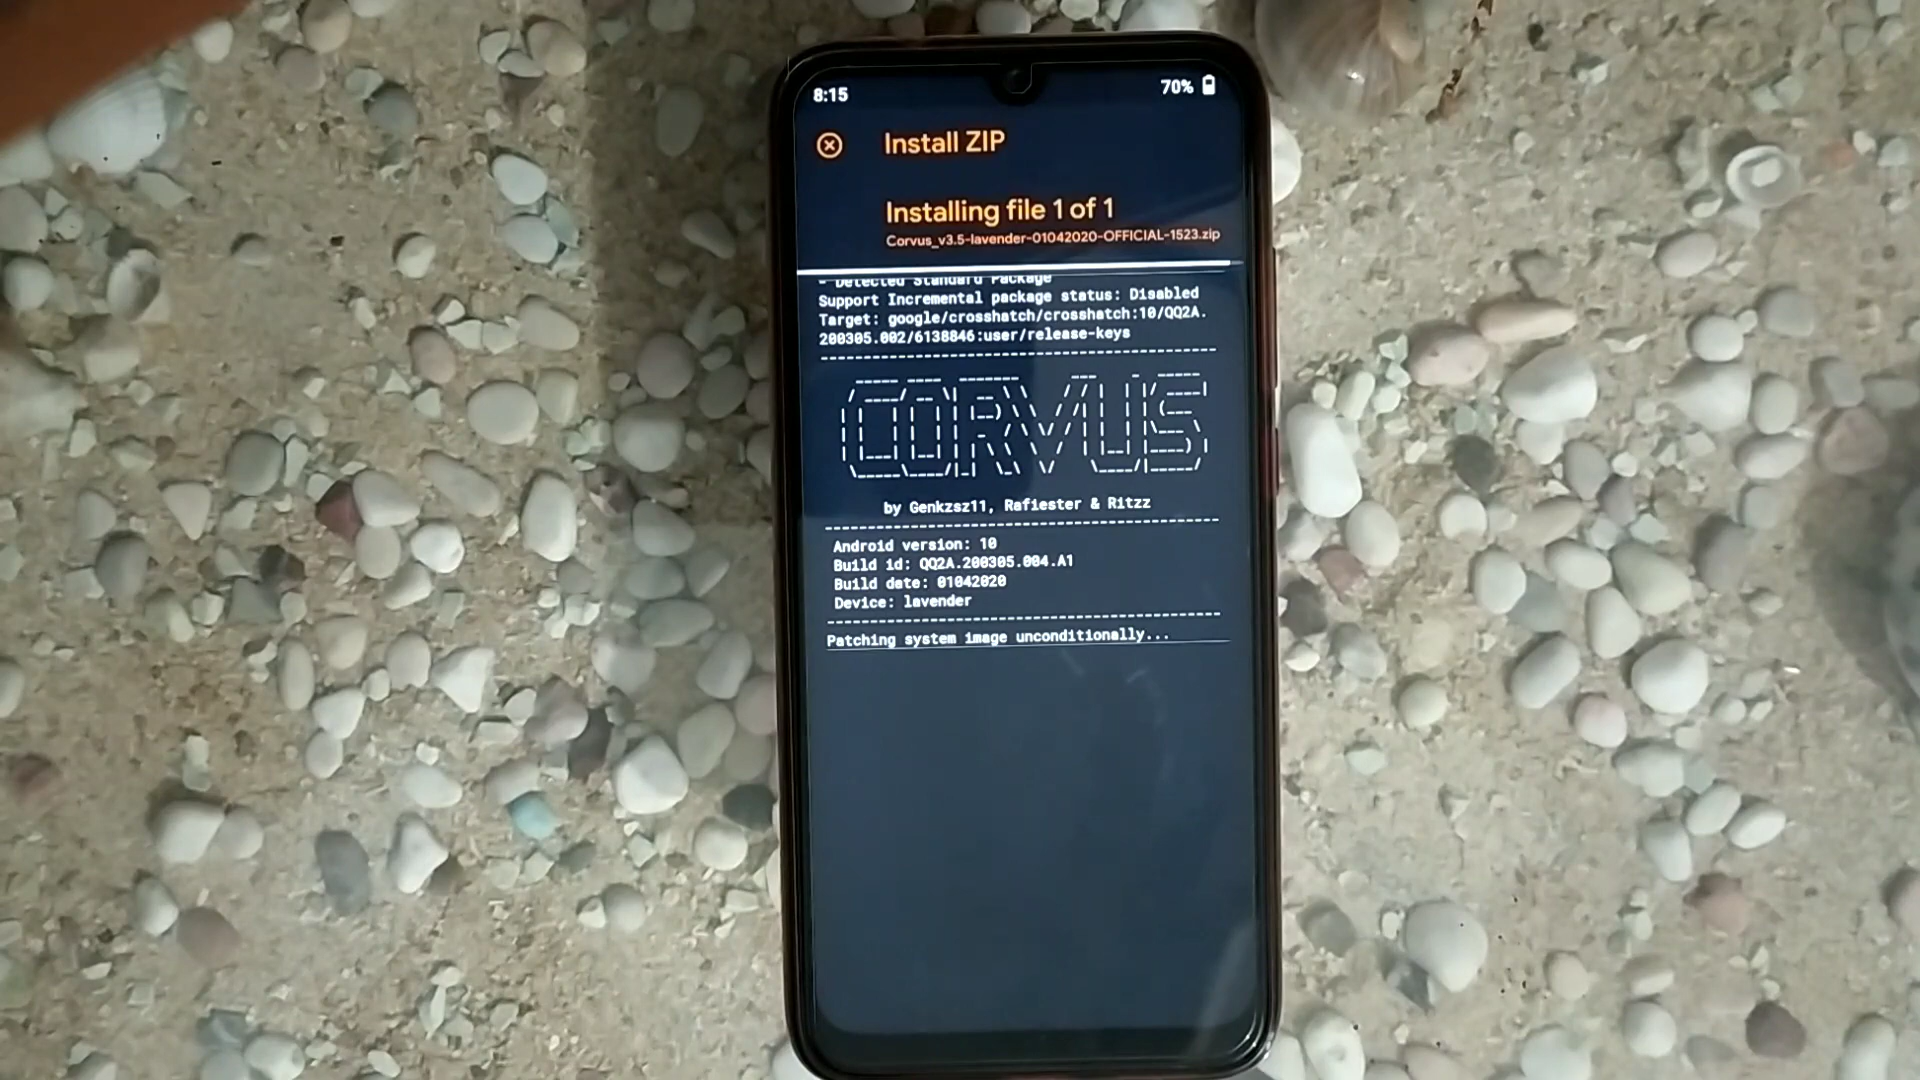 8:15
70%
Install ZIP
Installing file 1 of 1
Corvus_v3.5-lavender-01042020-OFFICIAL-1523.zip
- Detected Standard Package
Support Incremental package status: Disabled
Target: google/crosshatch/crosshatch:10/QQ2A.
200305.002/6138846:user/release-keys
CORVUS
by Genkzsz11, Rafiester & Ritzz
Android version: 10
Build id: QQ2A.200305.004.A1
Build date: 01042020
Device: lavender
Patching system image unconditionally...